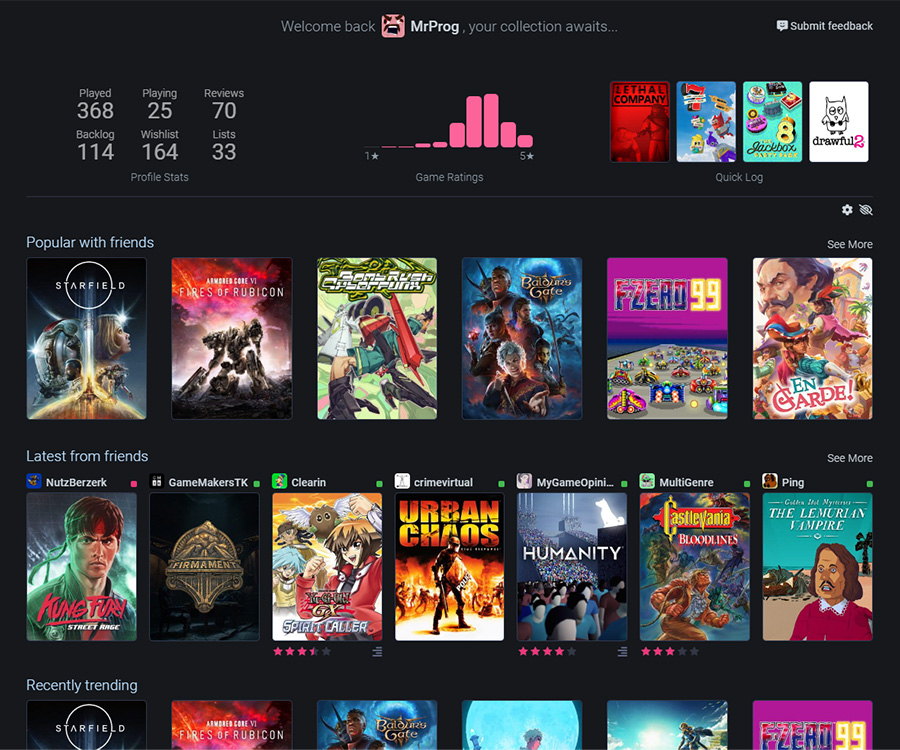 Welcome back MrProg , your collection awaits...
Submit feedback
Played Playing Reviews
368 25 70
Backlog Wishlist Lists
114 164 33
Profile Stats
1★ 5★
Game Ratings
LETHAL
COMPANY
Jackbox
PARTY PACK
8
drawful2
Quick Log
Popular with friends
See More
STARFIELD
ARMORED CORE VI
FIRES OF RUBICON
BOMB RUSH
CYBERFUNK
BALDUR'S
GATE
F-ZERO 99
EN
GARDE!
Latest from friends
See More
NutzBerzerk
GameMakersTK
Clearin
crimevirtual
MyGameOpini...
MultiGenre
Ping
KUNG FURY
STREET RAGE
FIRMAMENT
Yu-Gi-Oh!
GX
SPIRIT CALLER
URBAN
CHAOS
RIOT RESPONSE
HUMANITY
Castlevania
BLOODLINES
Golden Idol Mysteries
THE LEMURIAN
VAMPIRE
Recently trending
STARFIELD
ARMORED CORE VI
FIRES OF RUBICON
BALDUR'S
GATE
F-ZERO 99